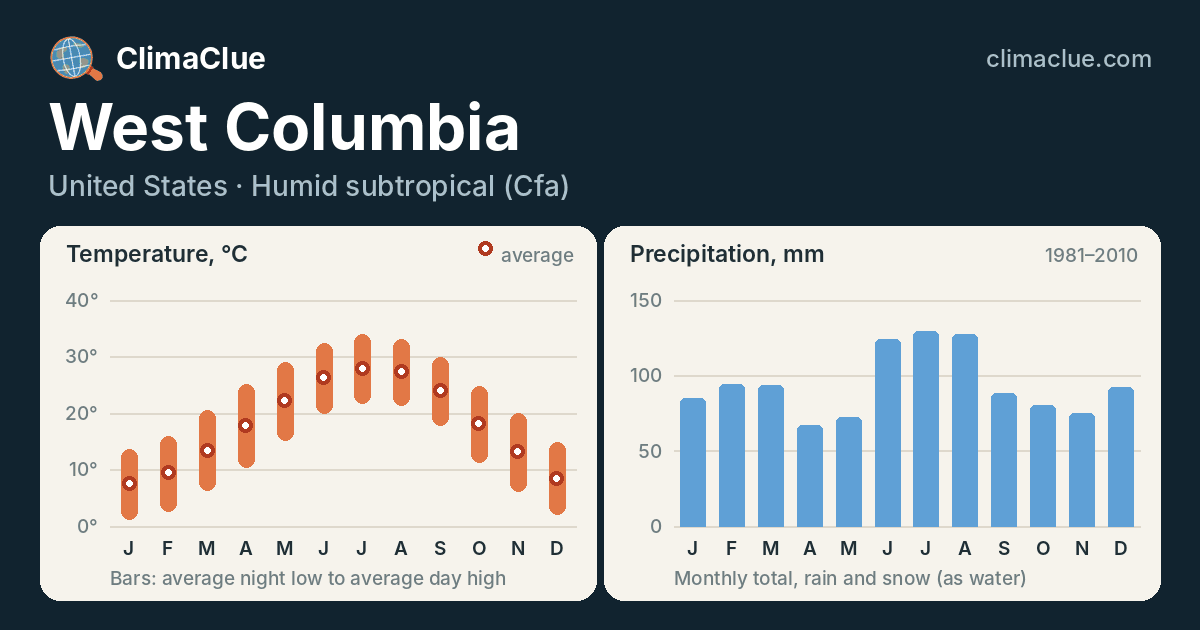 ClimaClue
climaclue.com
West Columbia
United States · Humid subtropical (Cfa)
Temperature, °C
average
40°
30°
20°
10°
0°
J F M A M J J A S O N D
Bars: average night low to average day high
Precipitation, mm
1981–2010
150
100
50
0
J F M A M J J A S O N D
Monthly total, rain and snow (as water)